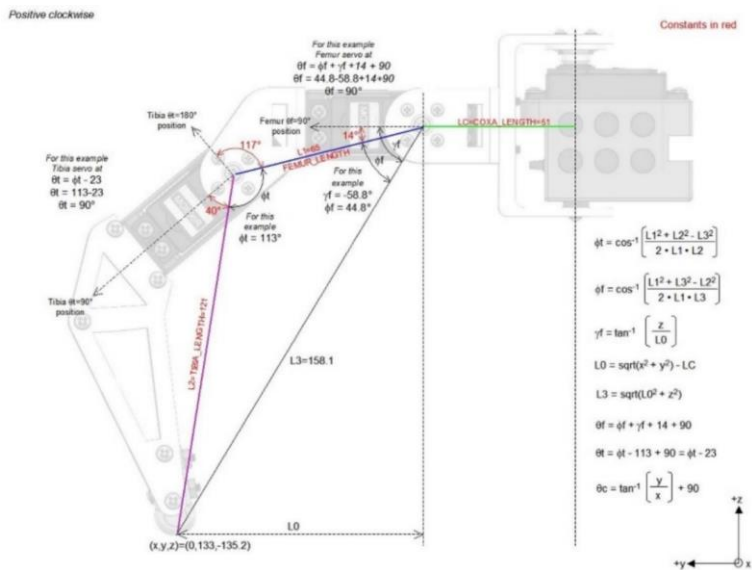 Positive clockwise
Constants in red
For this example
Femur servo at
θf = ϕf + γf +14 + 90
θf = 44.8-58.8+14+90
θf = 90°
Tibia θt=180°
position
Femur θf=90°
position
14°
γf
ϕf
LC=COXA_LENGTH=51
117°
L1=65
FEMUR_LENGTH
For this example
Tibia servo at
θt = ϕt - 23
θt = 113-23
θt = 90°
ϕt
For this
example
γf = -58.8°
ϕf = 44.8°
40°
For this
example
ϕt = 113°
Tibia θt=90°
position
L2=TIBIA_LENGTH=121
L3=158.1
L0
(x,y,z)=(0,133,-135.2)
ϕt = cos⁻¹ [ L1² + L2² - L3² / 2 • L1 • L2 ]
ϕf = cos⁻¹ [ L1² + L3² - L2² / 2 • L1 • L3 ]
γf = tan⁻¹ [ z / L0 ]
L0 = sqrt(x² + y²) - LC
L3 = sqrt(L0² + z²)
θf = ϕf + γf + 14 + 90
θt = ϕt - 113 + 90 = ϕt - 23
θc = tan⁻¹ [ y / x ] + 90
+z
+y
x